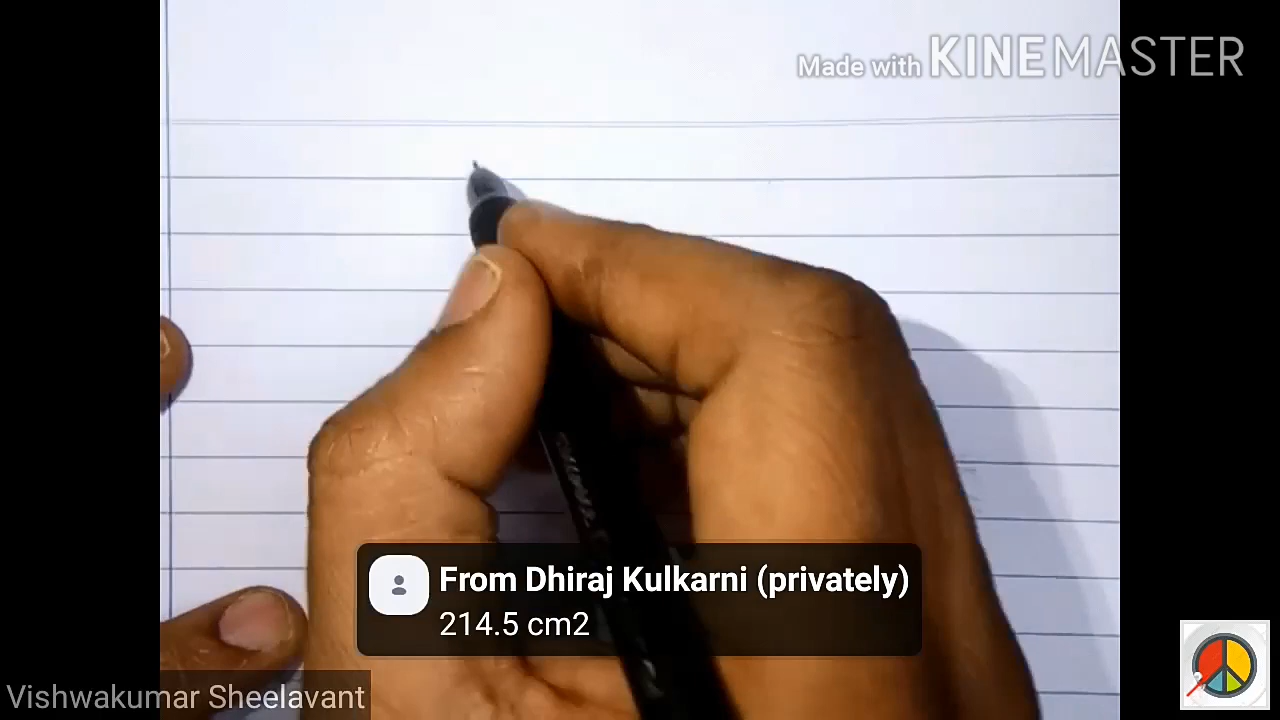 Made with KINEMASTER
From Dhiraj Kulkarni (privately)
214.5 cm2
Vishwakumar Sheelavant